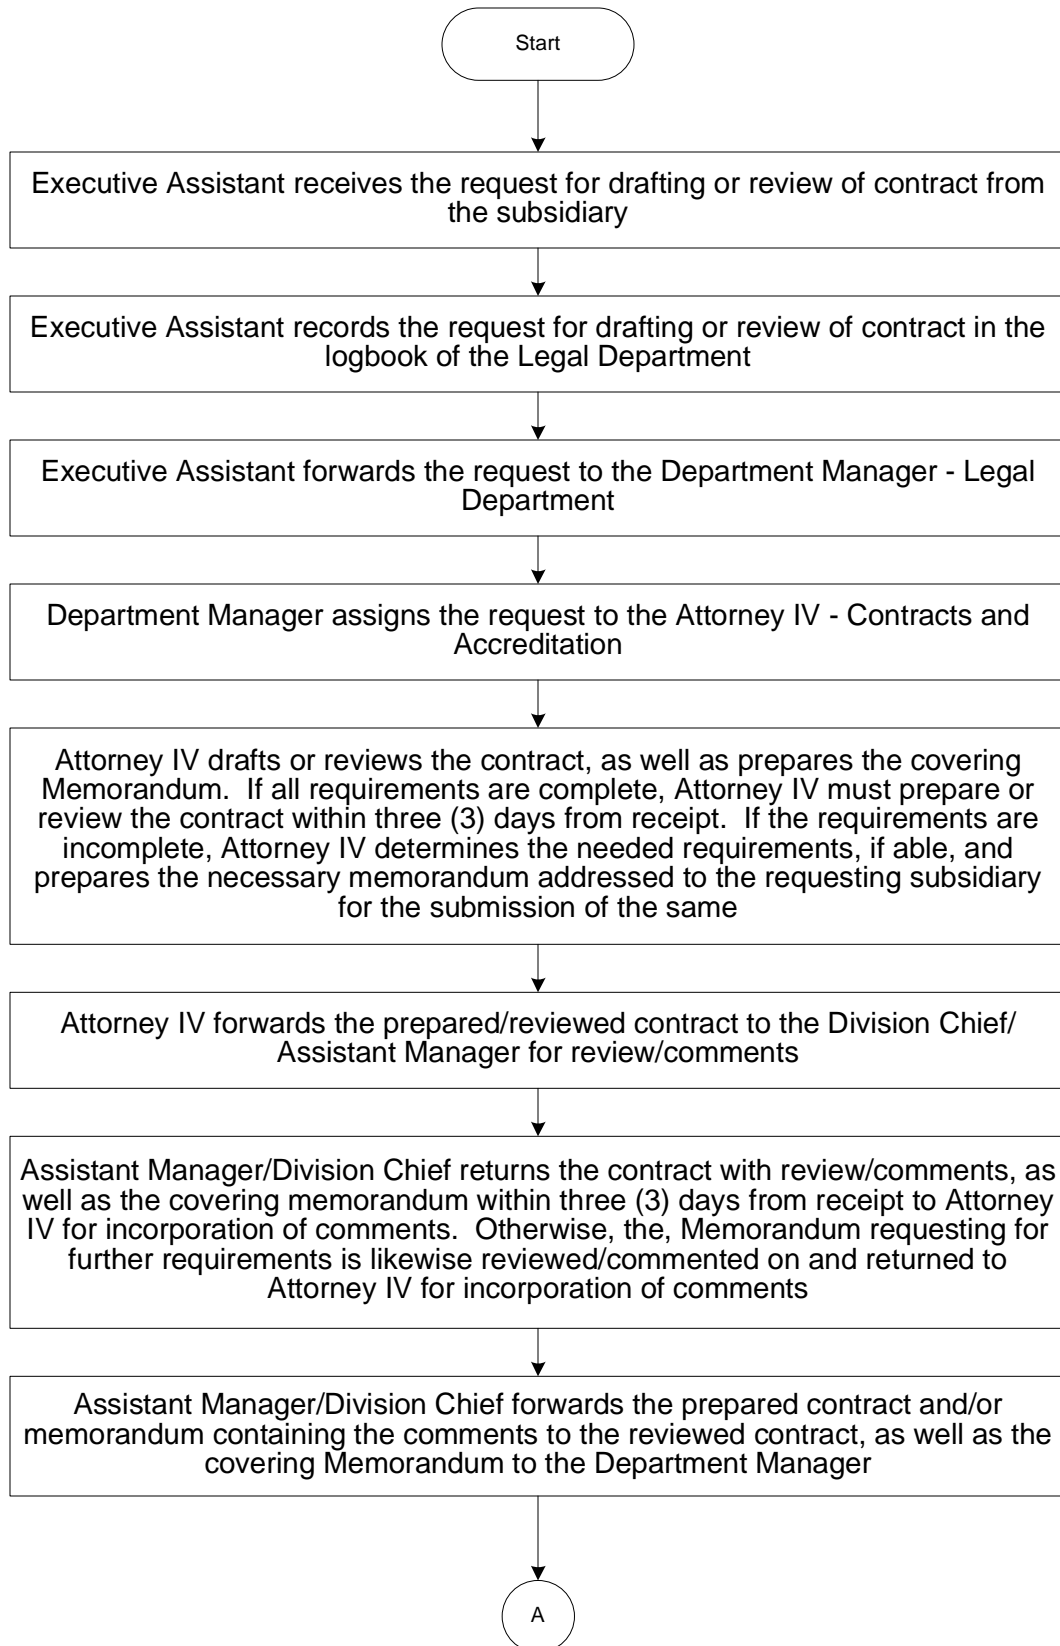 Start
Executive Assistant receives the request for drafting or review of contract from
the subsidiary
Executive Assistant records the request for drafting or review of contract in the
logbook of the Legal Department
Executive Assistant forwards the request to the Department Manager - Legal
Department
Department Manager assigns the request to the Attorney IV - Contracts and
Accreditation
Attorney IV drafts or reviews the contract, as well as prepares the covering
Memorandum.  If all requirements are complete, Attorney IV must prepare or
review the contract within three (3) days from receipt.  If the requirements are
incomplete, Attorney IV determines the needed requirements, if able, and
prepares the necessary memorandum addressed to the requesting subsidiary
for the submission of the same
Attorney IV forwards the prepared/reviewed contract to the Division Chief/
Assistant Manager for review/comments
Assistant Manager/Division Chief returns the contract with review/comments, as
well as the covering memorandum within three (3) days from receipt to Attorney
IV for incorporation of comments.  Otherwise, the, Memorandum requesting for
further requirements is likewise reviewed/commented on and returned to
Attorney IV for incorporation of comments
Assistant Manager/Division Chief forwards the prepared contract and/or
memorandum containing the comments to the reviewed contract, as well as the
covering Memorandum to the Department Manager
A